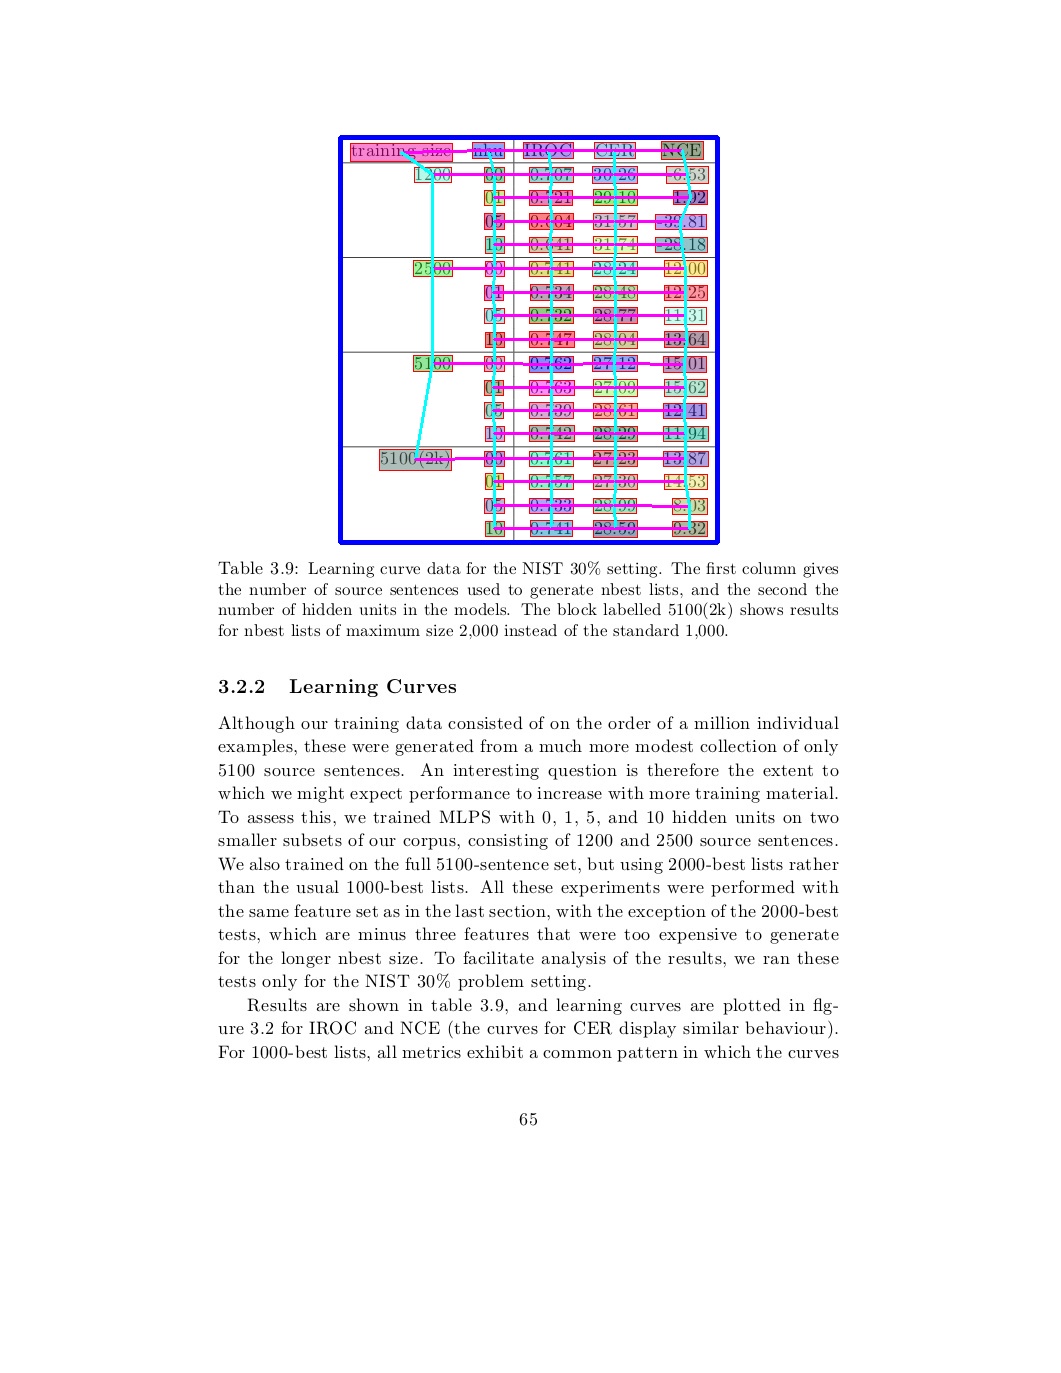 training size nhu IROC CER NCE
1200 00 0.707 30.26 -6.53
01 0.721 29.10 1.92
05 0.604 31.57
10 0.641 31.74 -28.18
2500 00 0.741 28.24 12.00
01 0.734 28.48 12.25
05 0.732 28.77 11.31
10 0.747 28.04 13.64
5100 00 0.762 27.12 15.01
01 0.763 27.09 15.62
05 0.739 28.61 12.41
10 0.742 28.29 11.94
5100(2k) 00 0.761 27.23 13.87
01 0.757 27.30 14.53
05 0.733 28.99 8.03
10 0.741 28.59 9.32
Table 3.9: Learning curve data for the NIST 30% setting. The first column gives
the number of source sentences used to generate nbest lists, and the second the
number of hidden units in the models. The block labelled 5100(2k) shows results
for nbest lists of maximum size 2,000 instead of the standard 1,000.
3.2.2 Learning Curves
Although our training data consisted of on the order of a million individual
examples, these were generated from a much more modest collection of only
5100 source sentences. An interesting question is therefore the extent to
which we might expect performance to increase with more training material.
To assess this, we trained MLPS with 0, 1, 5, and 10 hidden units on two
smaller subsets of our corpus, consisting of 1200 and 2500 source sentences.
We also trained on the full 5100-sentence set, but using 2000-best lists rather
than the usual 1000-best lists. All these experiments were performed with
the same feature set as in the last section, with the exception of the 2000-best
tests, which are minus three features that were too expensive to generate
for the longer nbest size. To facilitate analysis of the results, we ran these
tests only for the NIST 30% problem setting.
Results are shown in table 3.9, and learning curves are plotted in fig-
ure 3.2 for IROC and NCE (the curves for CER display similar behaviour).
For 1000-best lists, all metrics exhibit a common pattern in which the curves
65